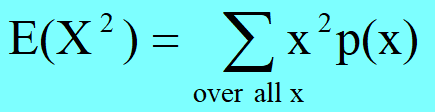 E(X²) = ∑ x²p(x)
over all x